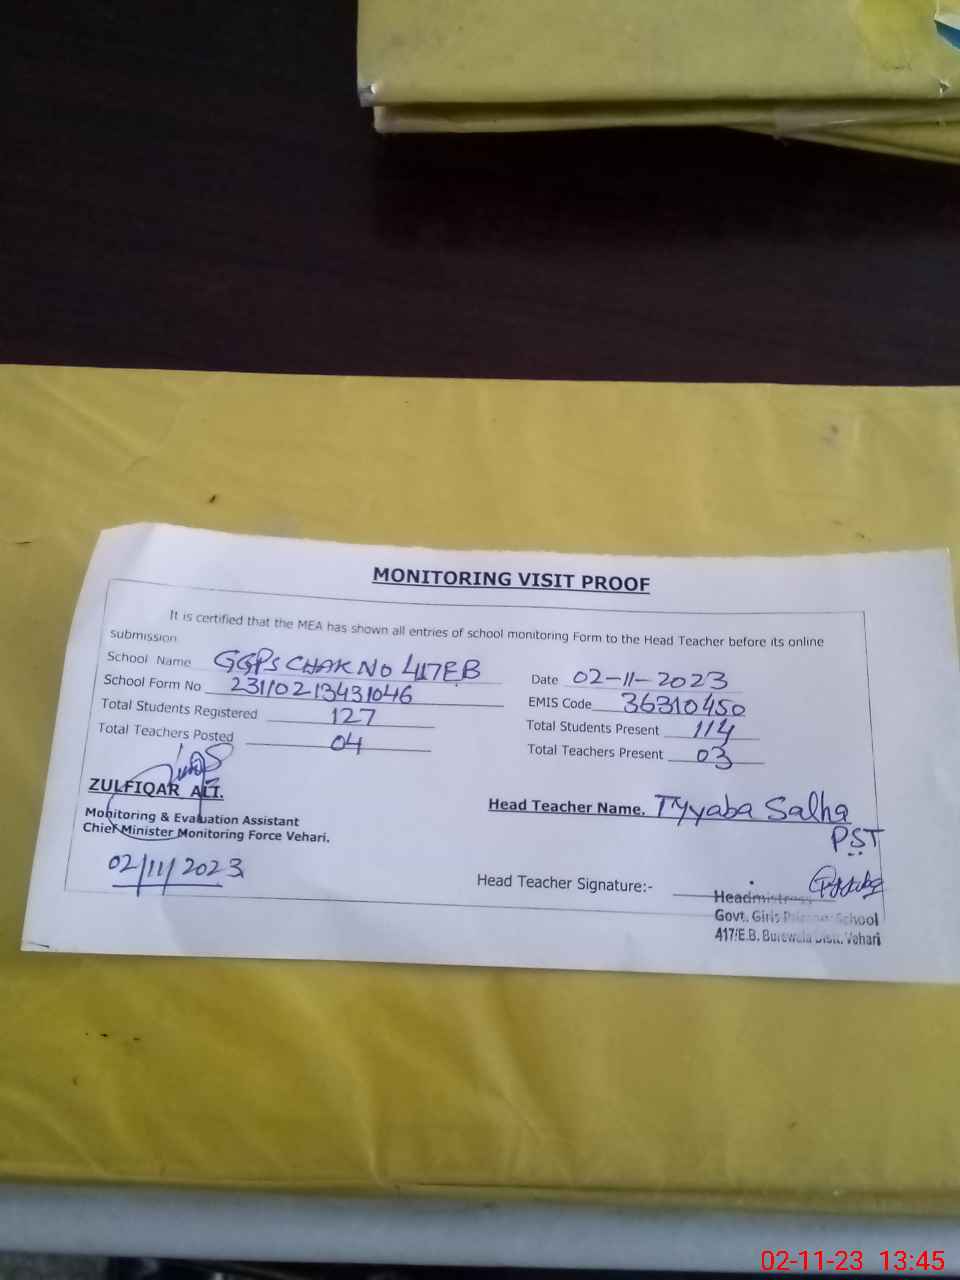 MONITORING VISIT PROOF
It is certified that the MEA has shown all entries of school monitoring Form to the Head Teacher before its online
submission.
School Name GGPS CHAK NO 417EB Date 02-11-2023
School Form No 23110213431046 EMIS Code 36310450
Total Students Registered 127 Total Students Present 114
Total Teachers Posted 04 Total Teachers Present 03
ZULFIQAR ALI.
Head Teacher Name. Tyyaba Salha
PST
Monitoring & Evaluation Assistant
Chief Minister Monitoring Force Vehari.
02/11/2023
Head Teacher Signature:-
Headmistress
Govt. Girls Primary School
417/E.B. Burewala Distt. Vehari
02-11-23 13:45